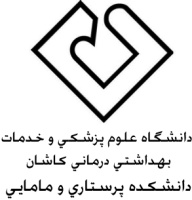 دانشگاه علوم پزشكي و خدمات
بهداشتي درماني كاشان
دانشكده پرستاري و مامايي